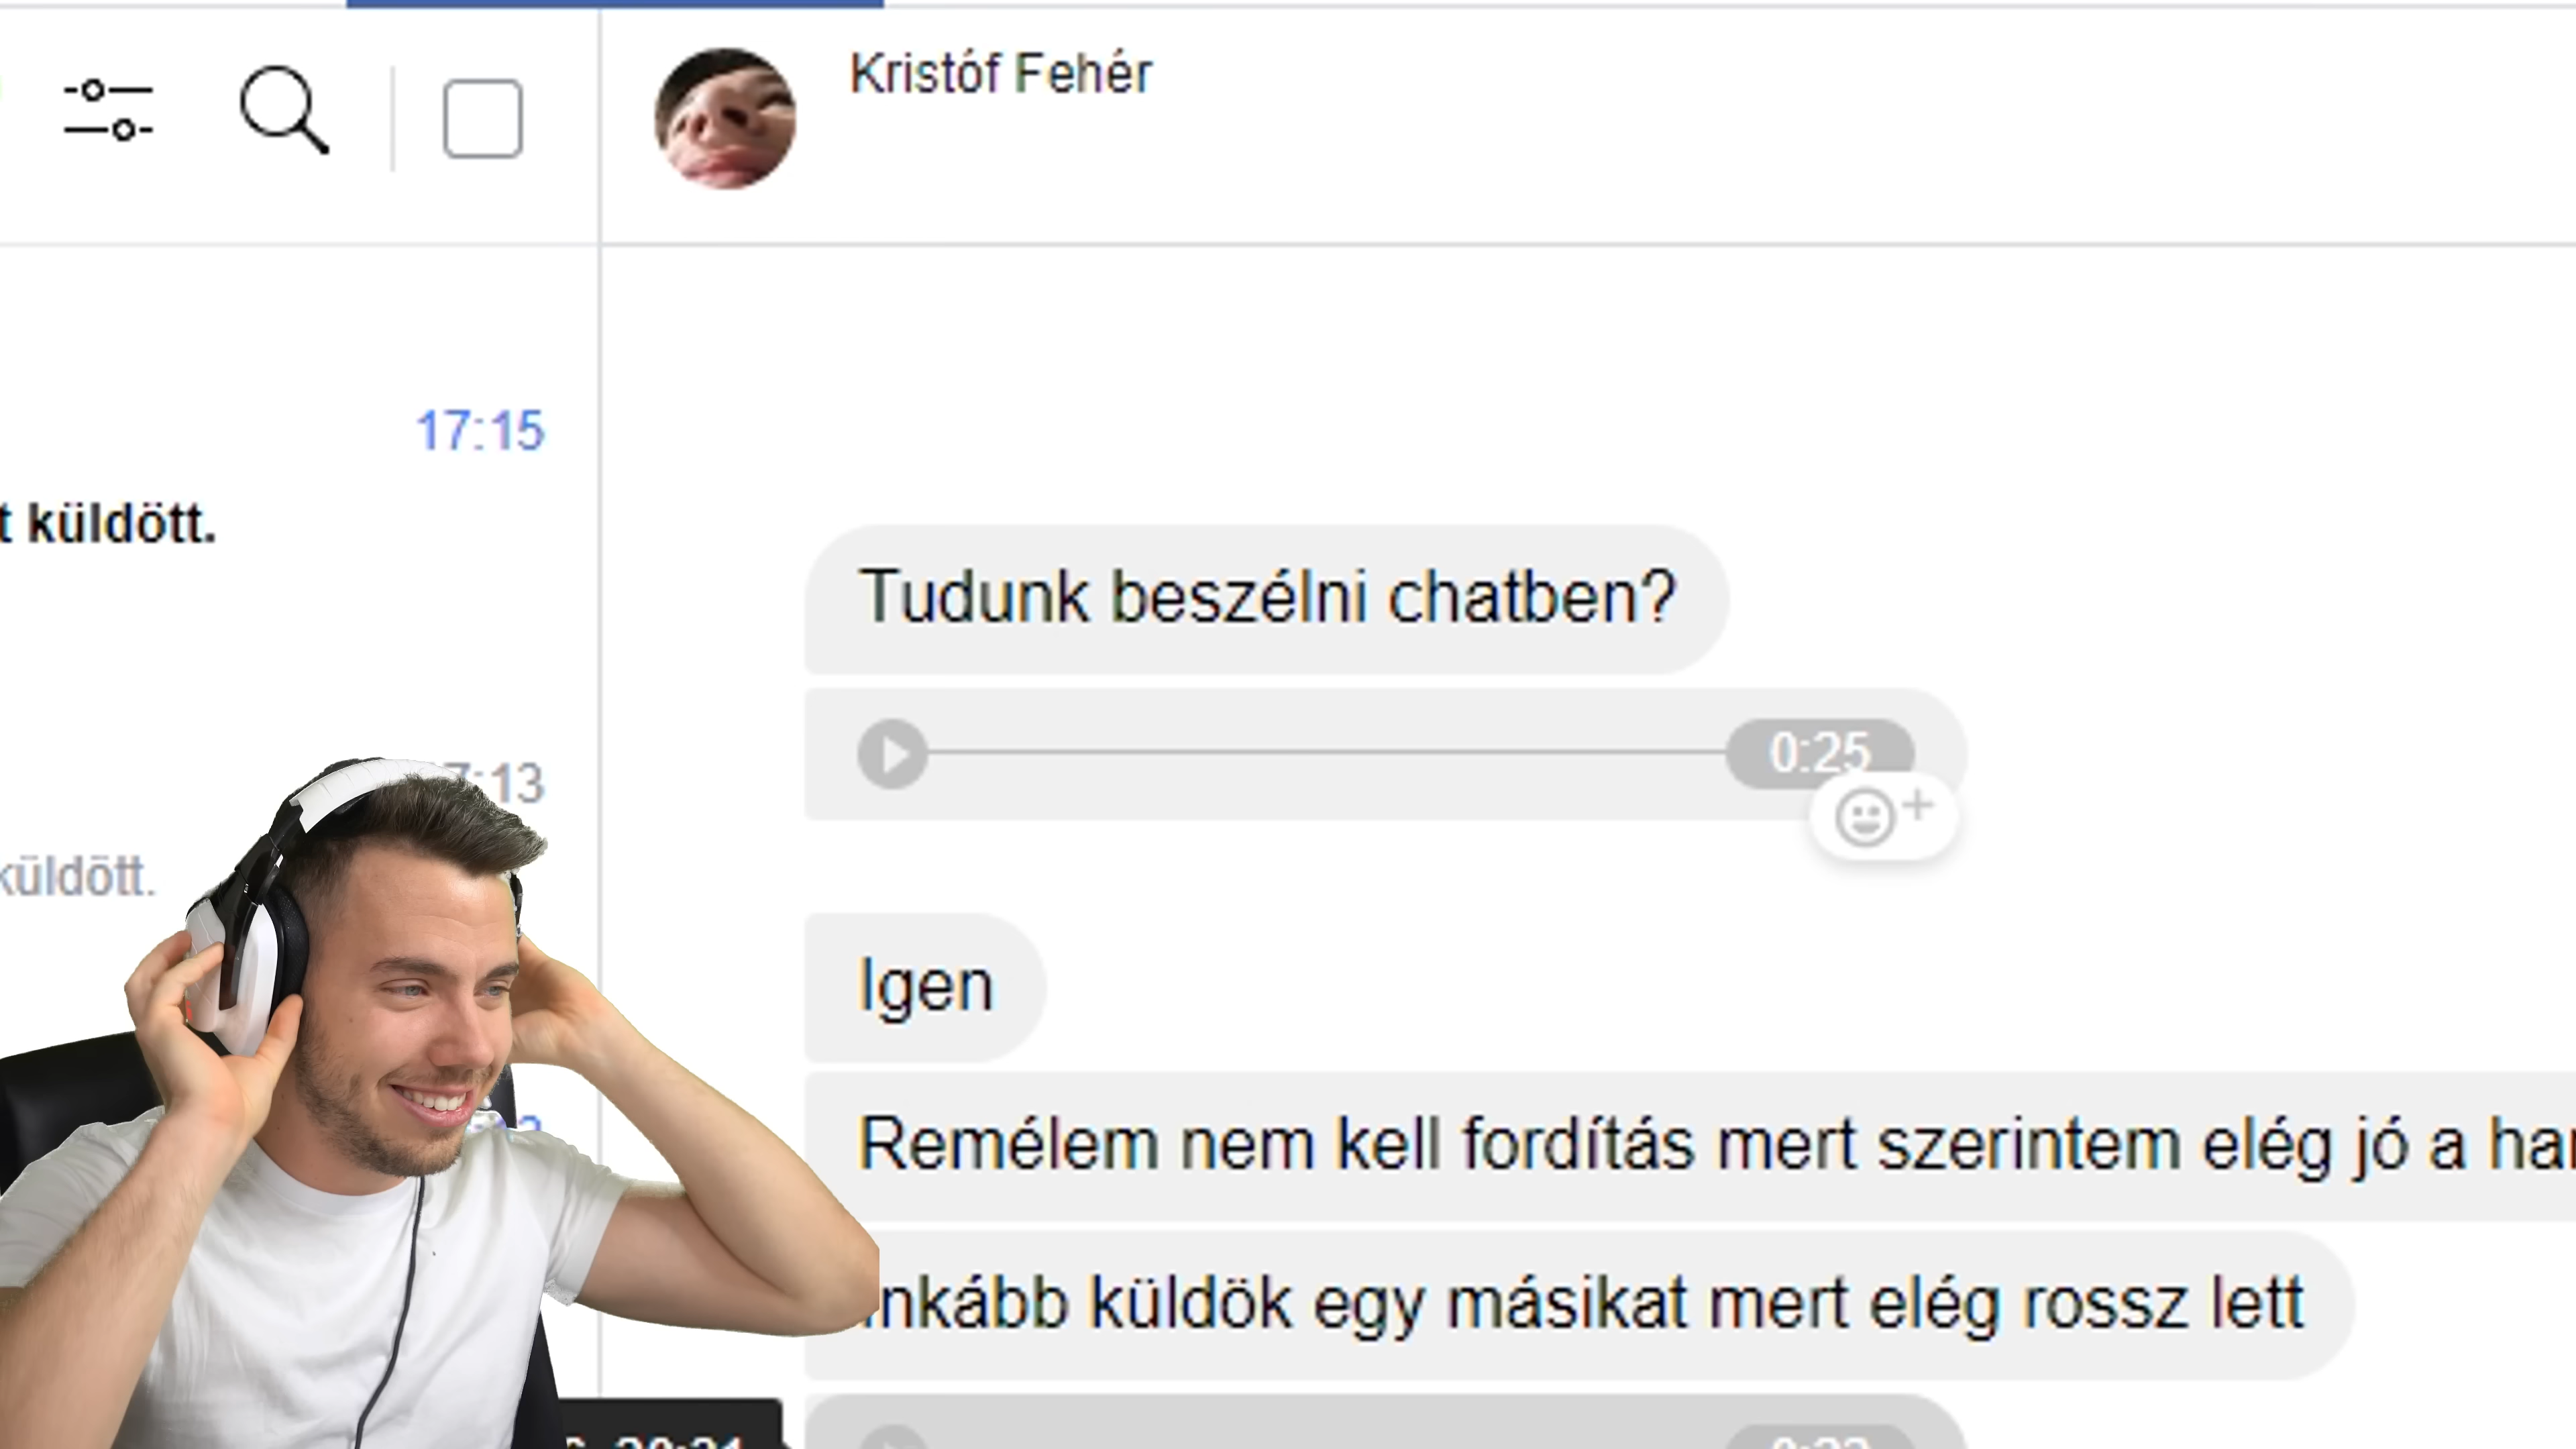 Kristóf Fehér
17:15
t küldött.
Tudunk beszélni chatben?
0:25
:13
küldött.
Igen
Remélem nem kell fordítás mert szerintem elég jó a
nkább küldök egy másikat mert elég rossz lett